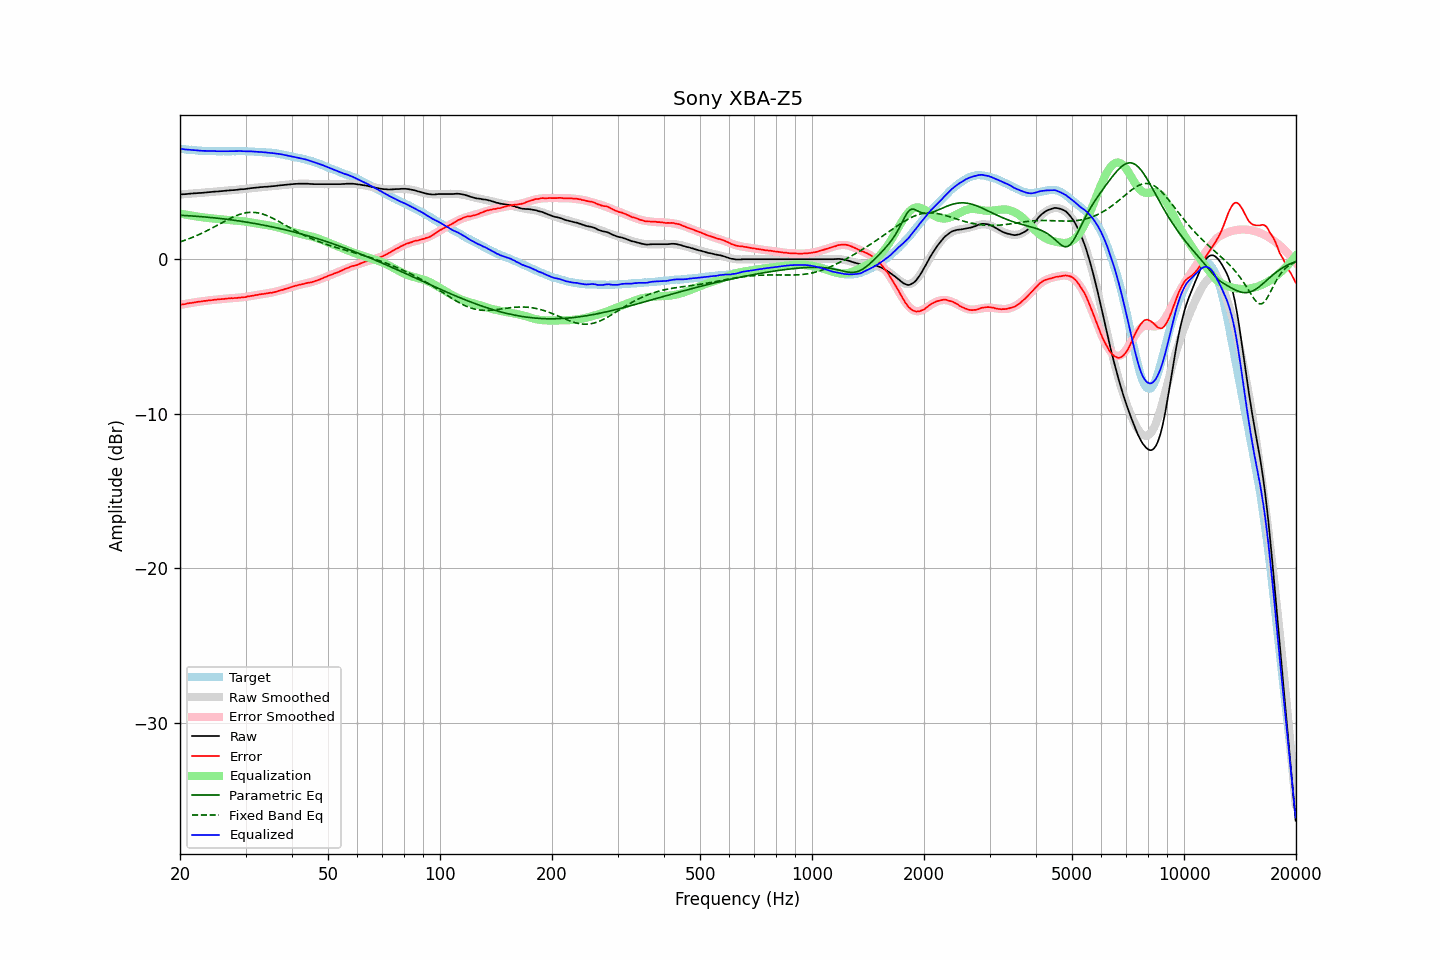 Sony XBA-Z5
Amplitude (dBr)
0
−10
−20
−30
Target
Raw Smoothed
Error Smoothed
Raw
Error
Equalization
Parametric Eq
Fixed Band Eq
Equalized
20 50 100 200 500 1000 2000 5000 10000 20000
Frequency (Hz)